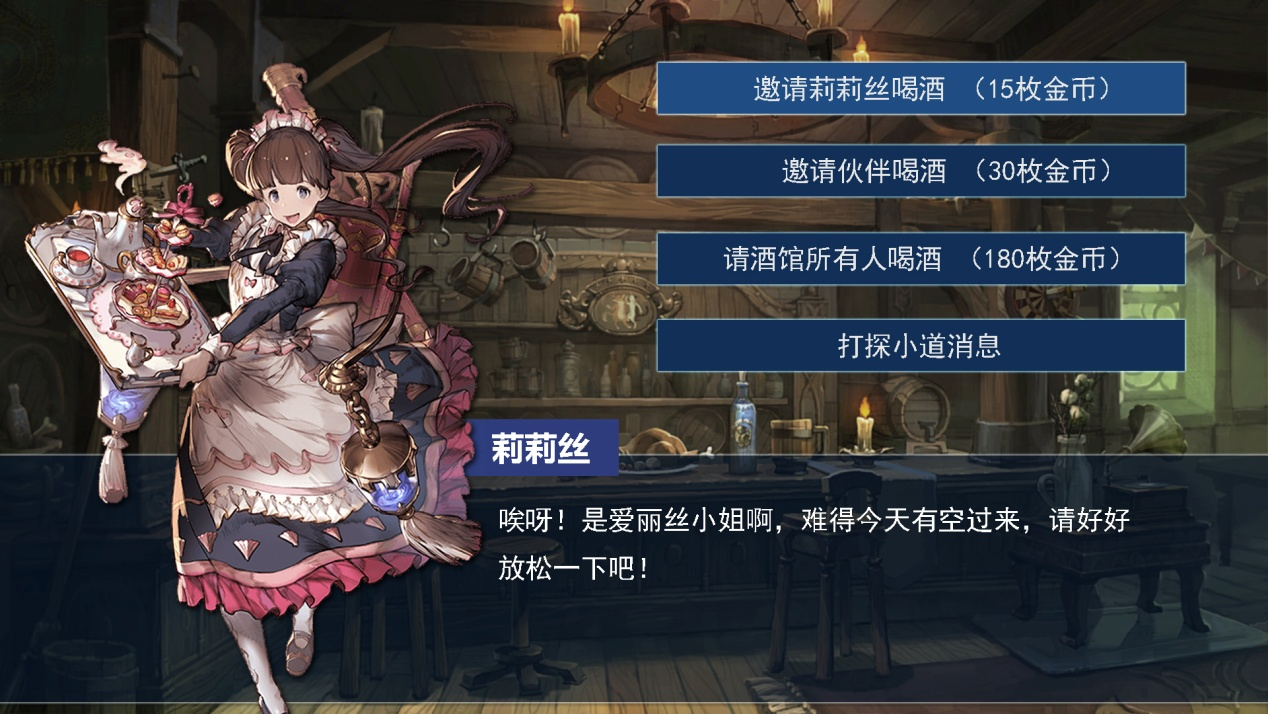 邀请莉莉丝喝酒 （15枚金币）
邀请伙伴喝酒 （30枚金币）
请酒馆所有人喝酒 （180枚金币）
打探小道消息
莉莉丝
唉呀！是爱丽丝小姐啊，难得今天有空过来，请好好
放松一下吧！